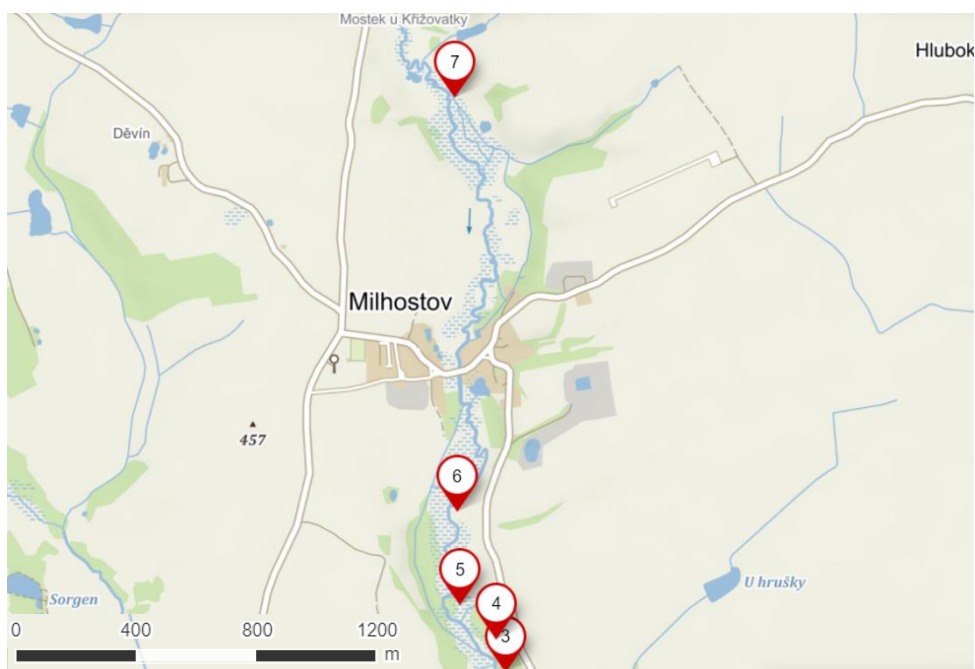 Mostek u Křižovatky
7
Hlubok
Děvín
Milhostov
457
6
5
U hrušky
4
Sorgen
3
0 400 800 1200
m